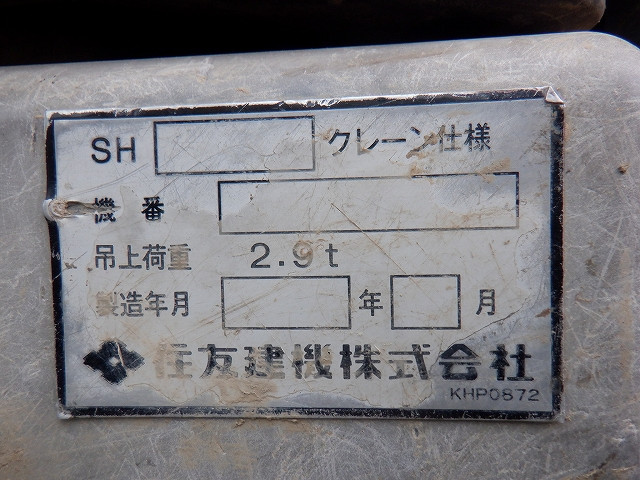 SH クレーン仕様
機番
吊上荷重 2.9t
製造年月 年 月
住友建機株式会社
KHP0872